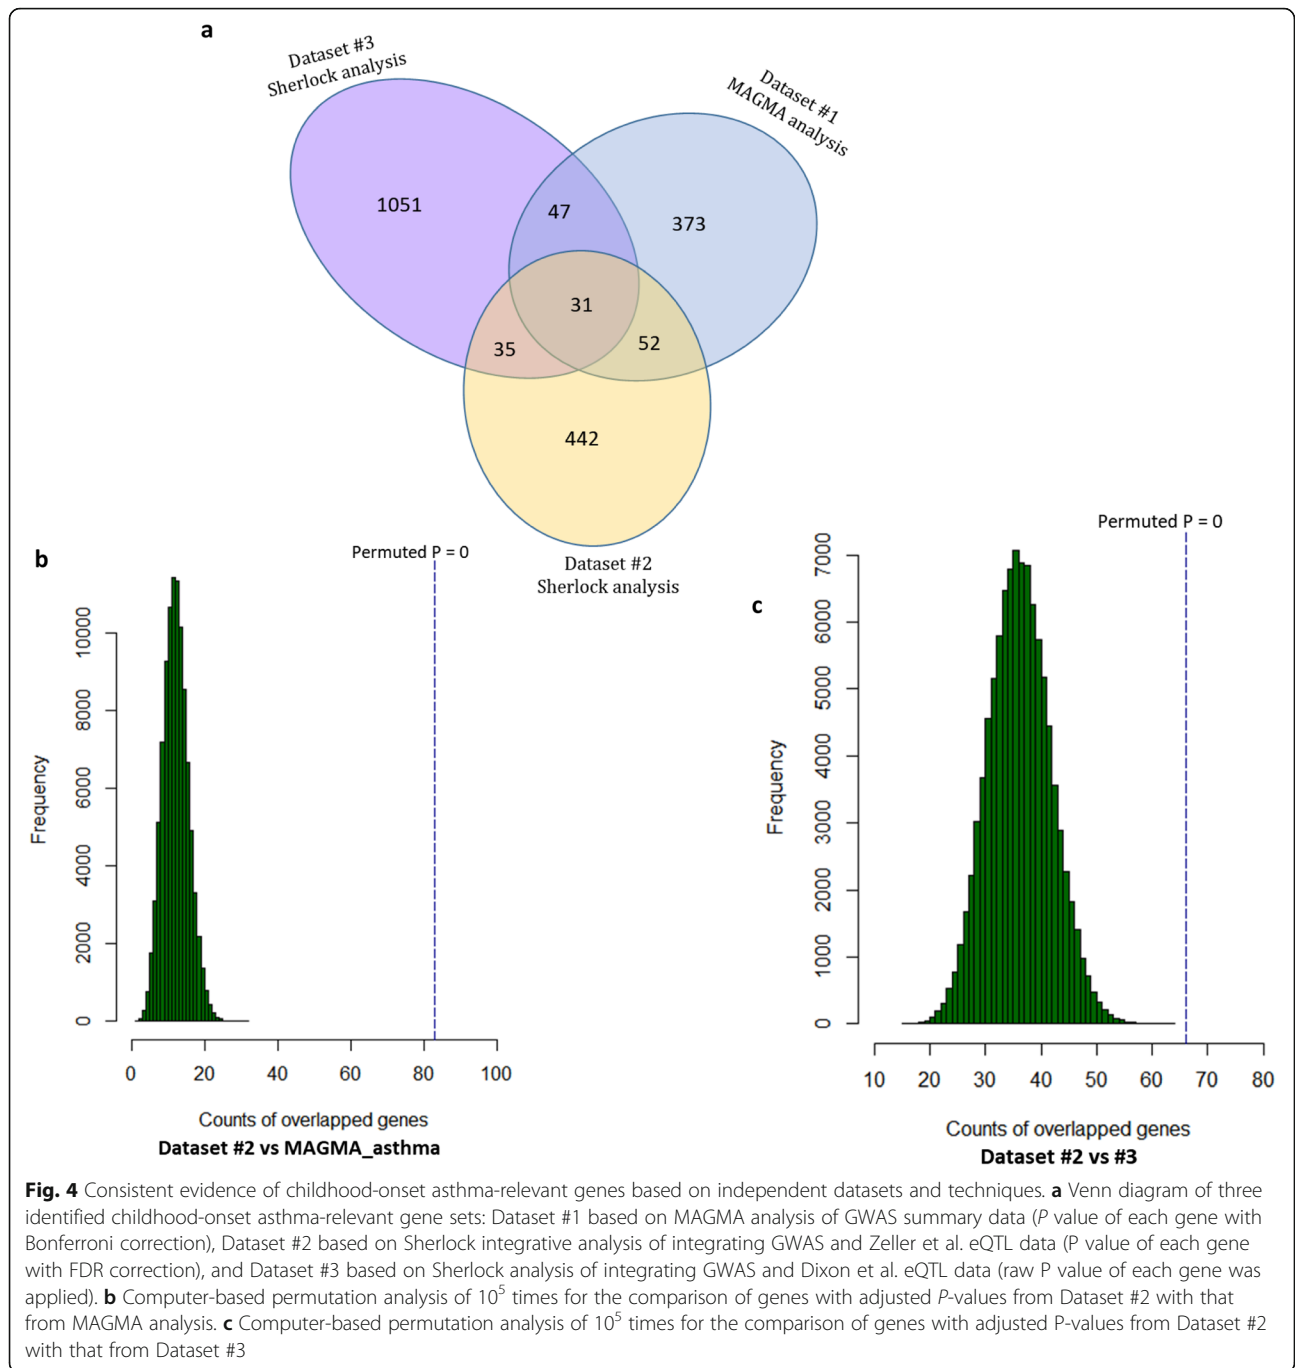 a
Dataset #3
Sherlock analysis
Dataset #1
MAGMA analysis
1051
47
373
31
35
52
442
Dataset #2
Sherlock analysis
b
Permuted P = 0
Frequency
10000
8000
6000
4000
2000
0
0 20 40 60 80 100
Counts of overlapped genes
Dataset #2 vs MAGMA_asthma
c
Permuted P = 0
Frequency
7000
6000
5000
4000
3000
2000
1000
0
10 20 30 40 50 60 70 80
Counts of overlapped genes
Dataset #2 vs #3
Fig. 4 Consistent evidence of childhood-onset asthma-relevant genes based on independent datasets and techniques. a Venn diagram of three
identified childhood-onset asthma-relevant gene sets: Dataset #1 based on MAGMA analysis of GWAS summary data (P value of each gene with
Bonferroni correction), Dataset #2 based on Sherlock integrative analysis of integrating GWAS and Zeller et al. eQTL data (P value of each gene
with FDR correction), and Dataset #3 based on Sherlock analysis of integrating GWAS and Dixon et al. eQTL data (raw P value of each gene was
applied). b Computer-based permutation analysis of 10⁵ times for the comparison of genes with adjusted P-values from Dataset #2 with that
from MAGMA analysis. c Computer-based permutation analysis of 10⁵ times for the comparison of genes with adjusted P-values from Dataset #2
with that from Dataset #3